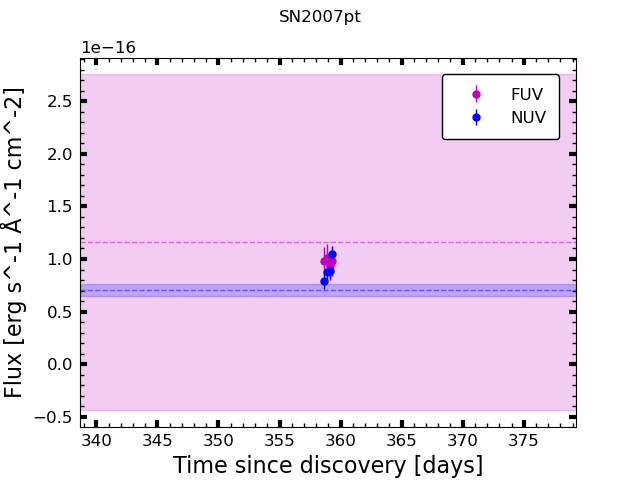 SN2007pt
1e−16
FUV
NUV
2.5
2.0
1.5
1.0
0.5
0.0
−0.5
Flux [erg s^-1 Å^-1 cm^-2]
340 345 350 355 360 365 370 375
Time since discovery [days]